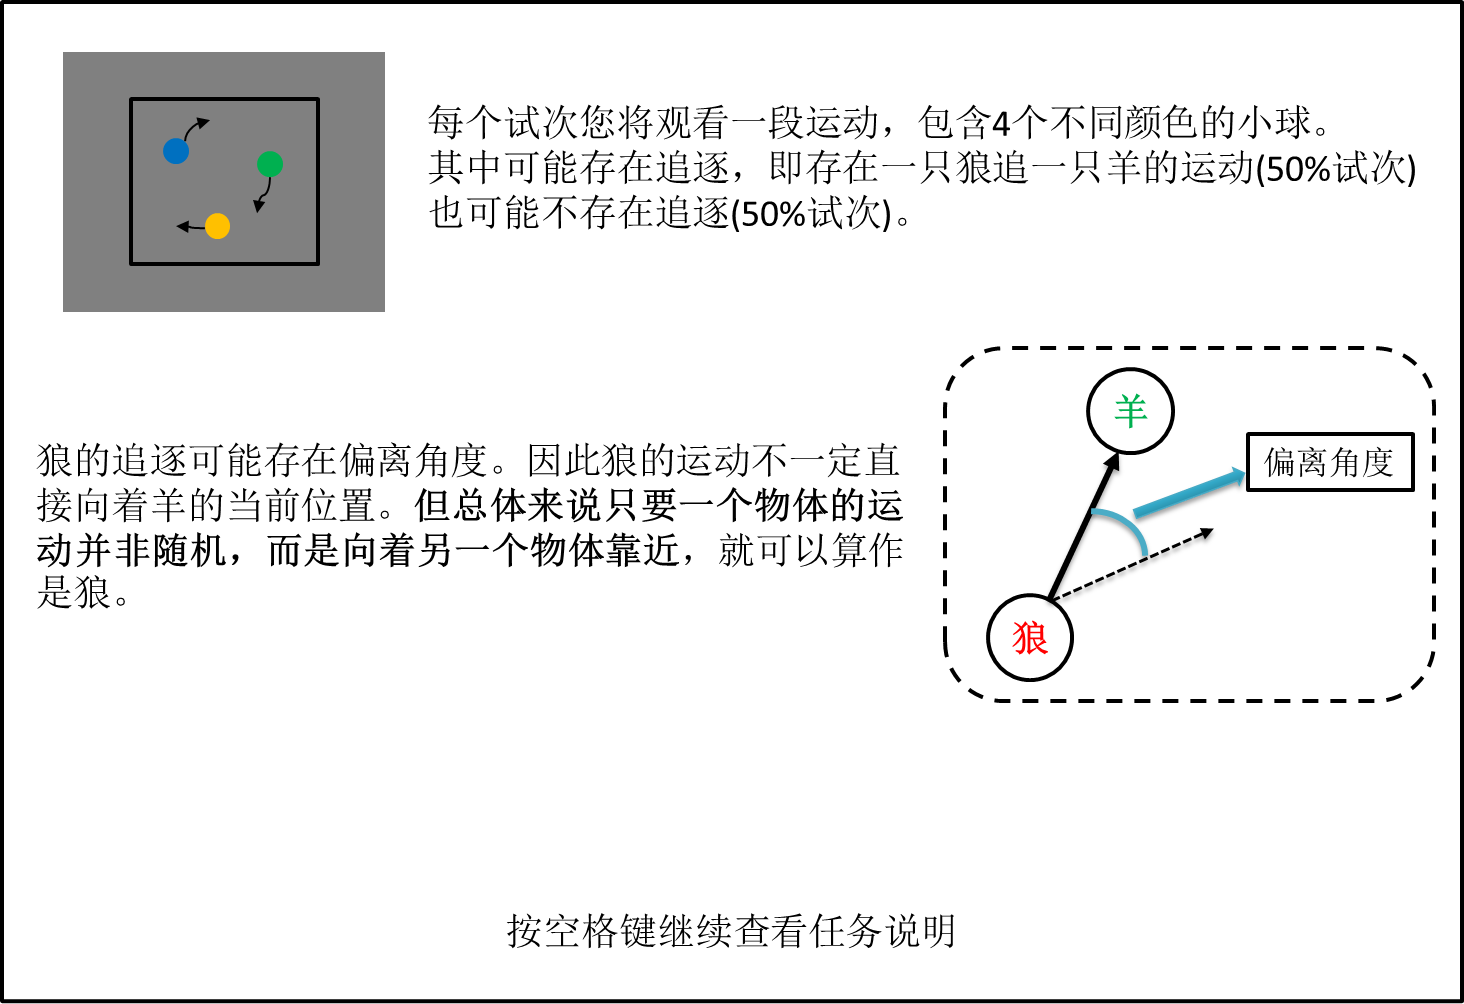 每个试次您将观看一段运动，包含4个不同颜色的小球。
其中可能存在追逐，即存在一只狼追一只羊的运动(50%试次)
也可能不存在追逐(50%试次)。
羊
偏离角度
狼的追逐可能存在偏离角度。因此狼的运动不一定直
接向着羊的当前位置。但总体来说只要一个物体的运
动并非随机，而是向着另一个物体靠近，就可以算作
是狼。
狼
按空格键继续查看任务说明